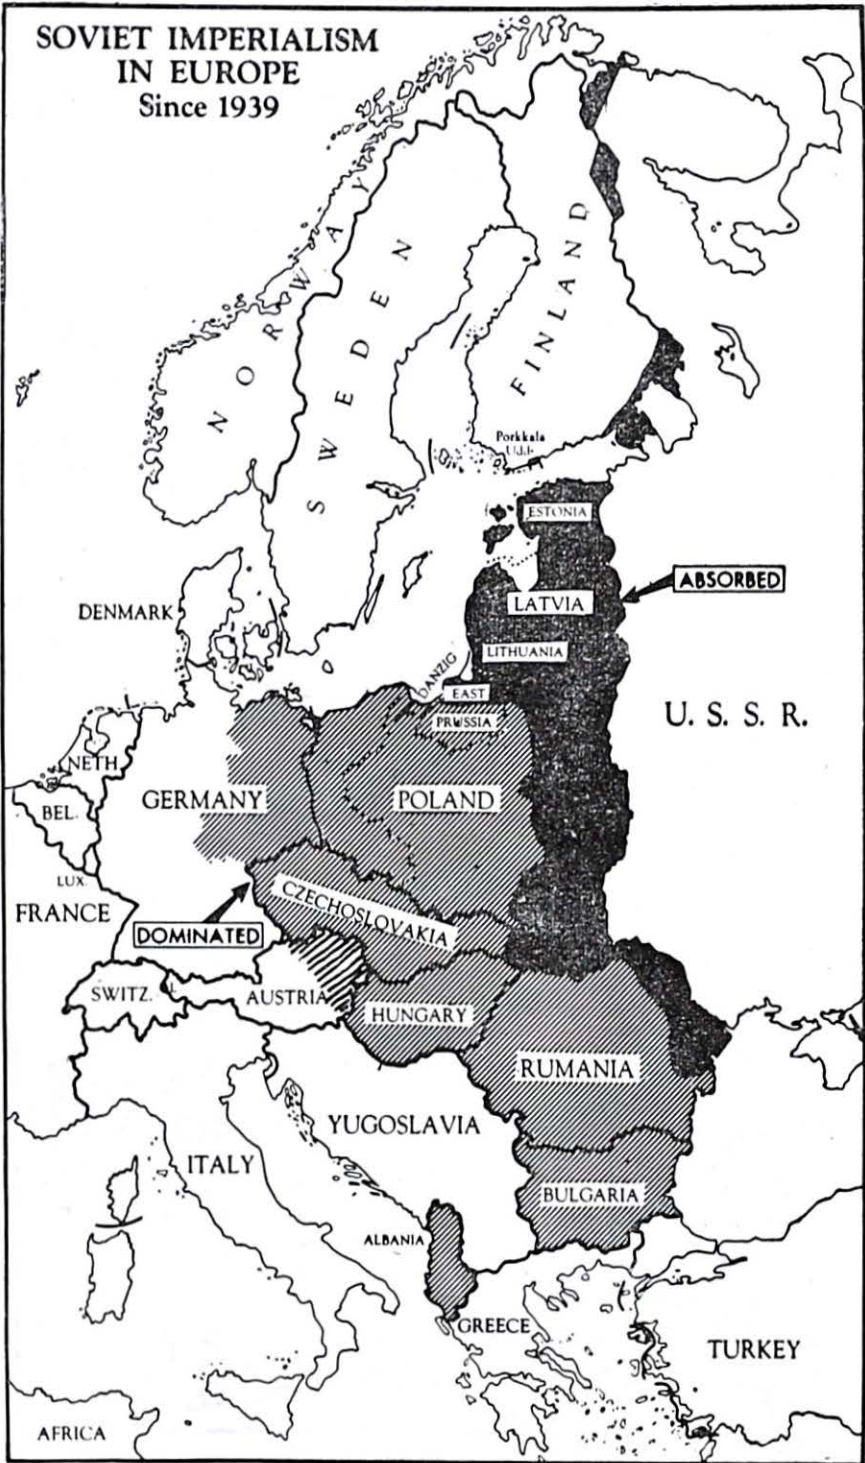 SOVIET IMPERIALISM
IN EUROPE
Since 1939
NORWAY
SWEDEN
FINLAND
Porkkala
Udd
ESTONIA
ABSORBED
LATVIA
DENMARK
LITHUANIA
DANZIG
EAST
PRUSSIA
U. S. S. R.
NETH.
GERMANY
POLAND
BEL.
LUX.
CZECHOSLOVAKIA
FRANCE
DOMINATED
SWITZ.
L.
AUSTRIA
HUNGARY
RUMANIA
YUGOSLAVIA
ITALY
BULGARIA
ALBANIA
GREECE
TURKEY
AFRICA